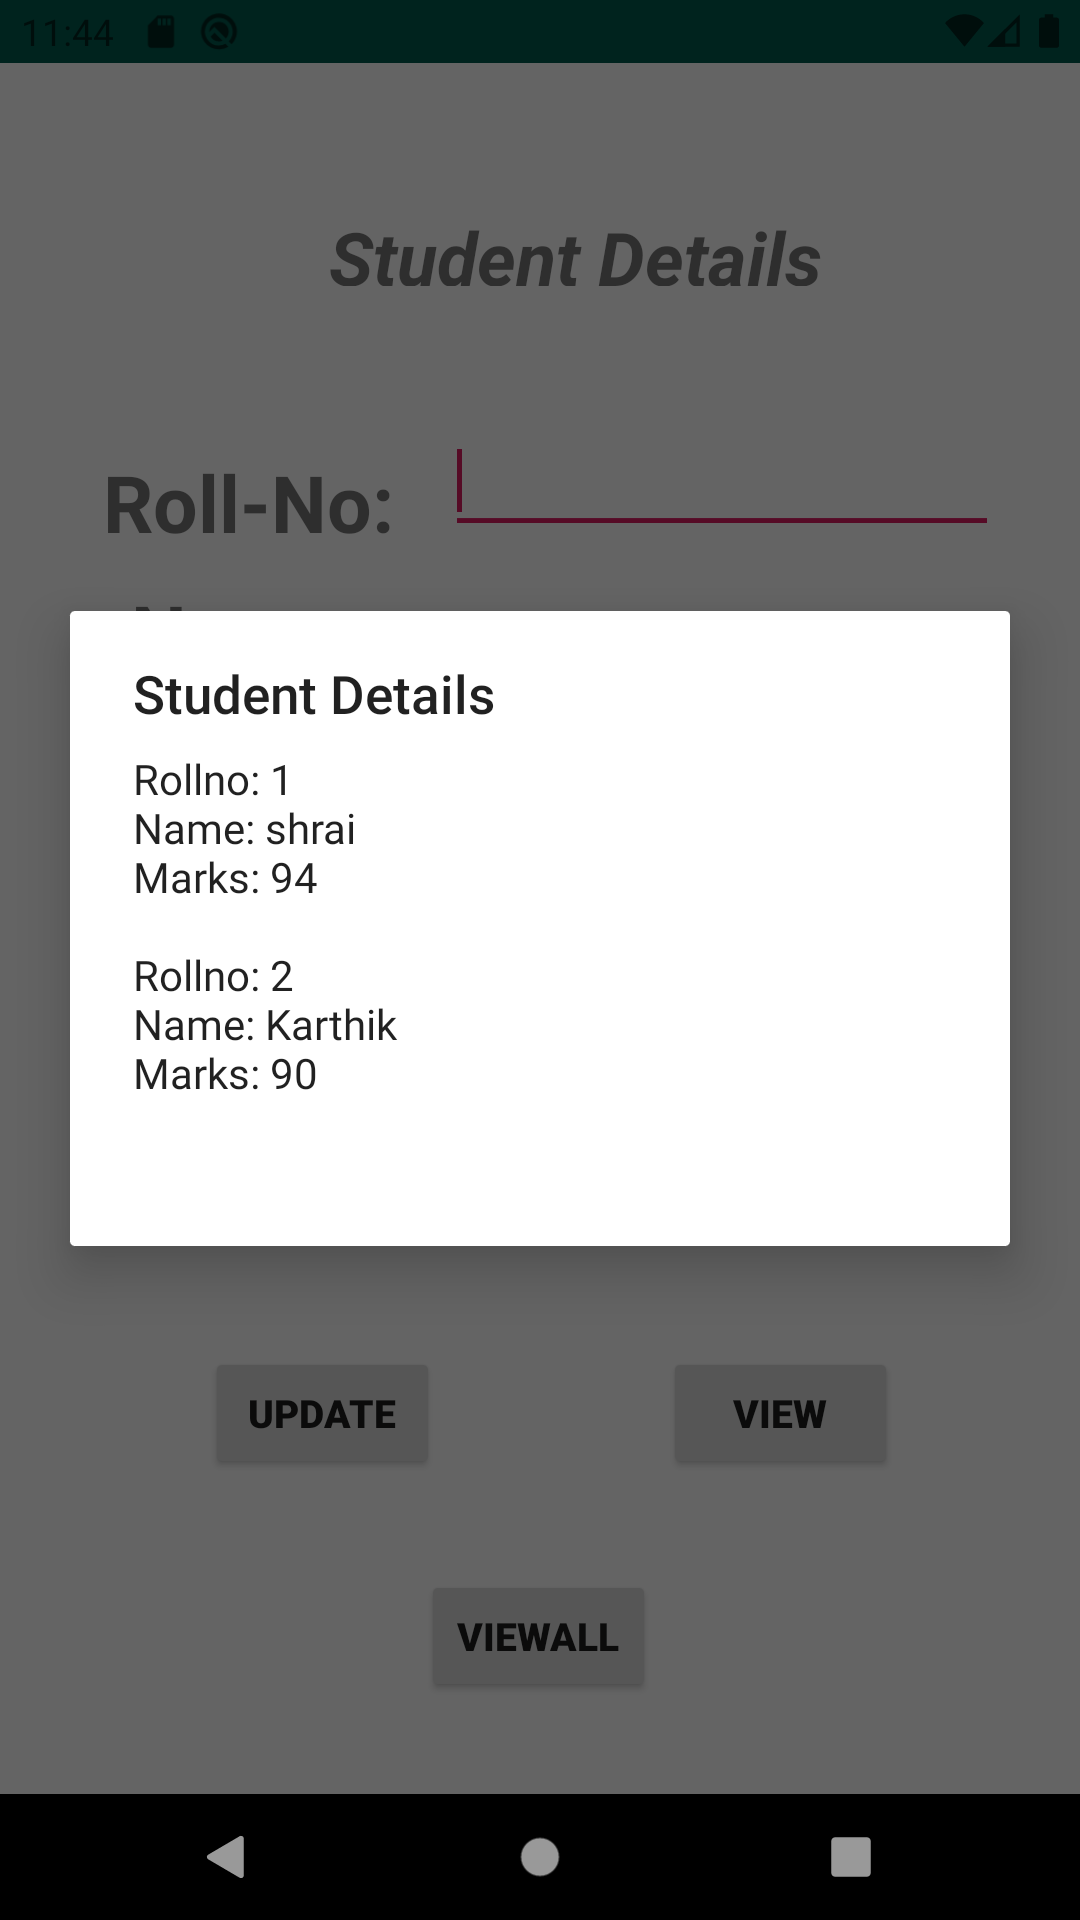 11:44
Student Details
Roll-No:
Student Details
Rollno: 1
Name: shrai
Marks: 94
Rollno: 2
Name: Karthik
Marks: 90
UPDATE
VIEW
VIEWALL